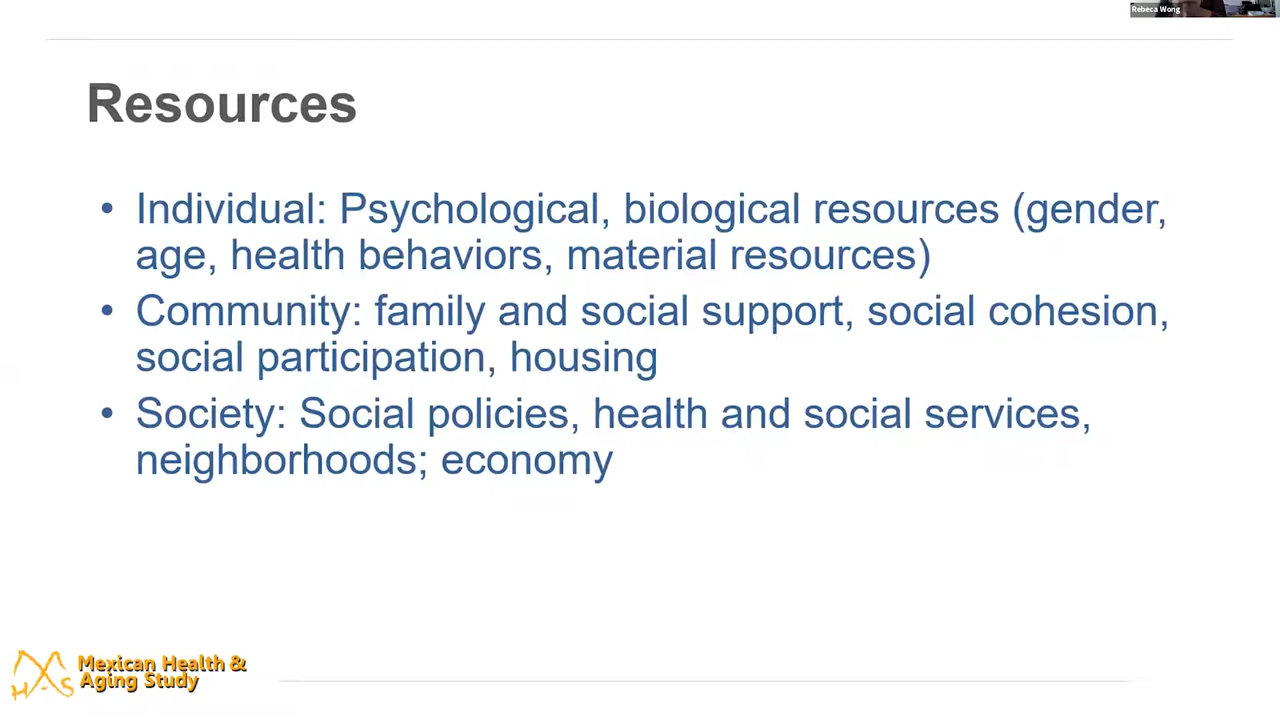 Rebeca Wong
Resources
• Individual: Psychological, biological resources (gender,
age, health behaviors, material resources)
• Community: family and social support, social cohesion,
social participation, housing
• Society: Social policies, health and social services,
neighborhoods; economy
Mexican Health &
Aging Study